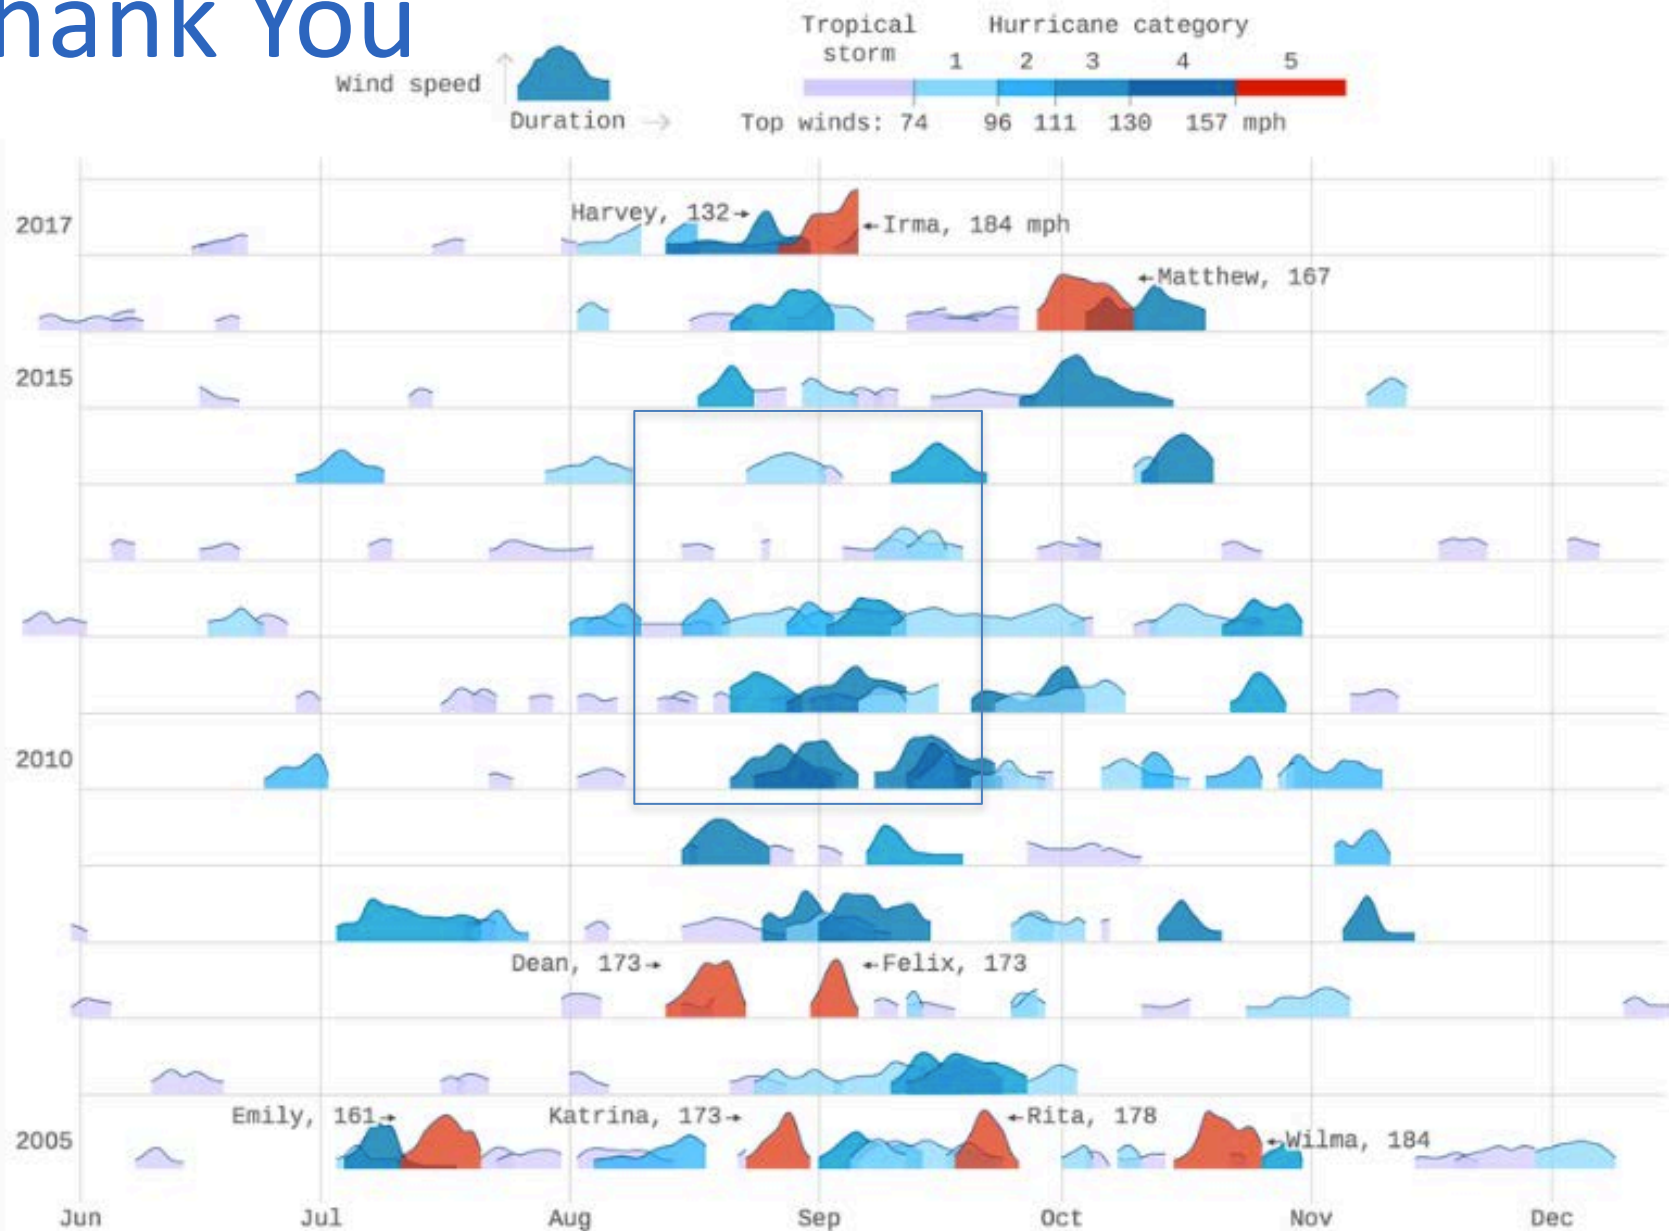 hank You
Tropical storm
Hurricane category
1 2 3 4 5
Wind speed
Duration
Top winds: 74 96 111 130 157 mph
2017
Harvey, 132→
←Irma, 184 mph
←Matthew, 167
2015
2010
Dean, 173→
←Felix, 173
Emily, 161→
Katrina, 173→
←Rita, 178
2005
←Wilma, 184
Jun Jul Aug Sep Oct Nov Dec